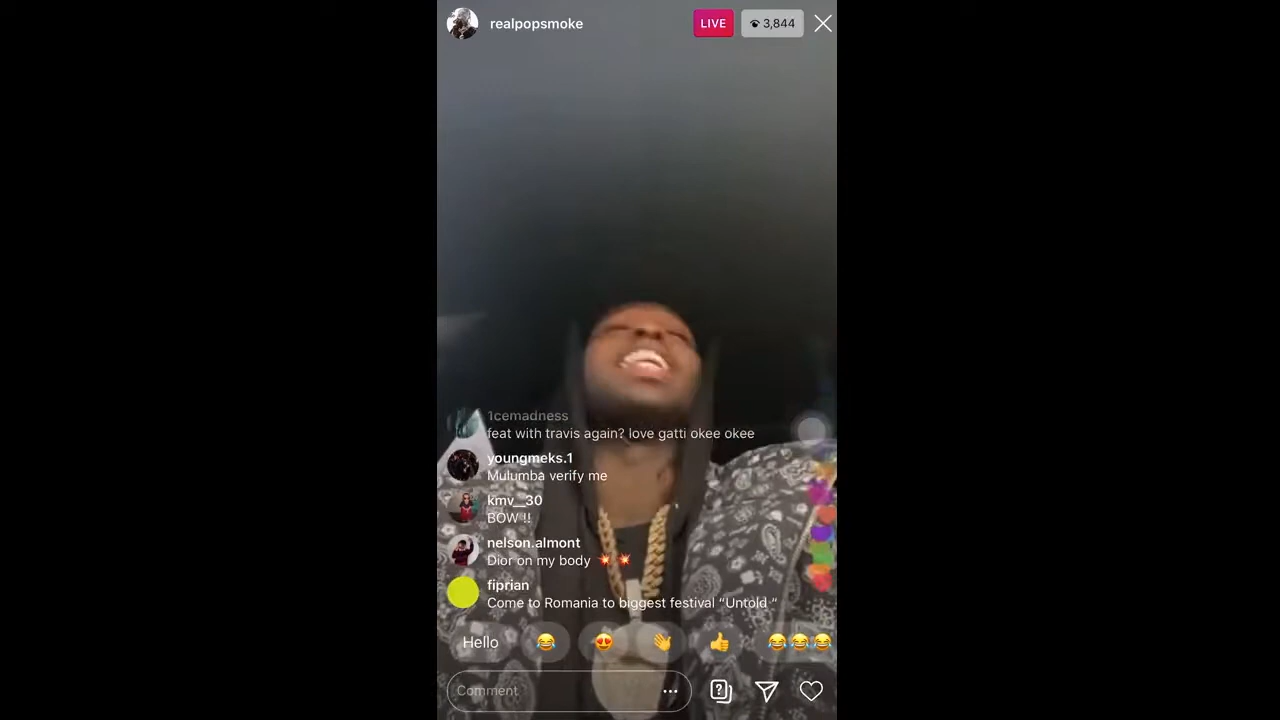 realpopsmoke
LIVE
3,844
1cemadness
feat with travis again? love gatti okee okee
youngmeks.1
Mulumba verify me
kmv__30
BOW !!
nelson.almont
Dior on my body 💥 💥
fiprian
Come to Romania to biggest festival “Untold “
Hello 😂 😍 👋 👍 😂😂😂
Comment